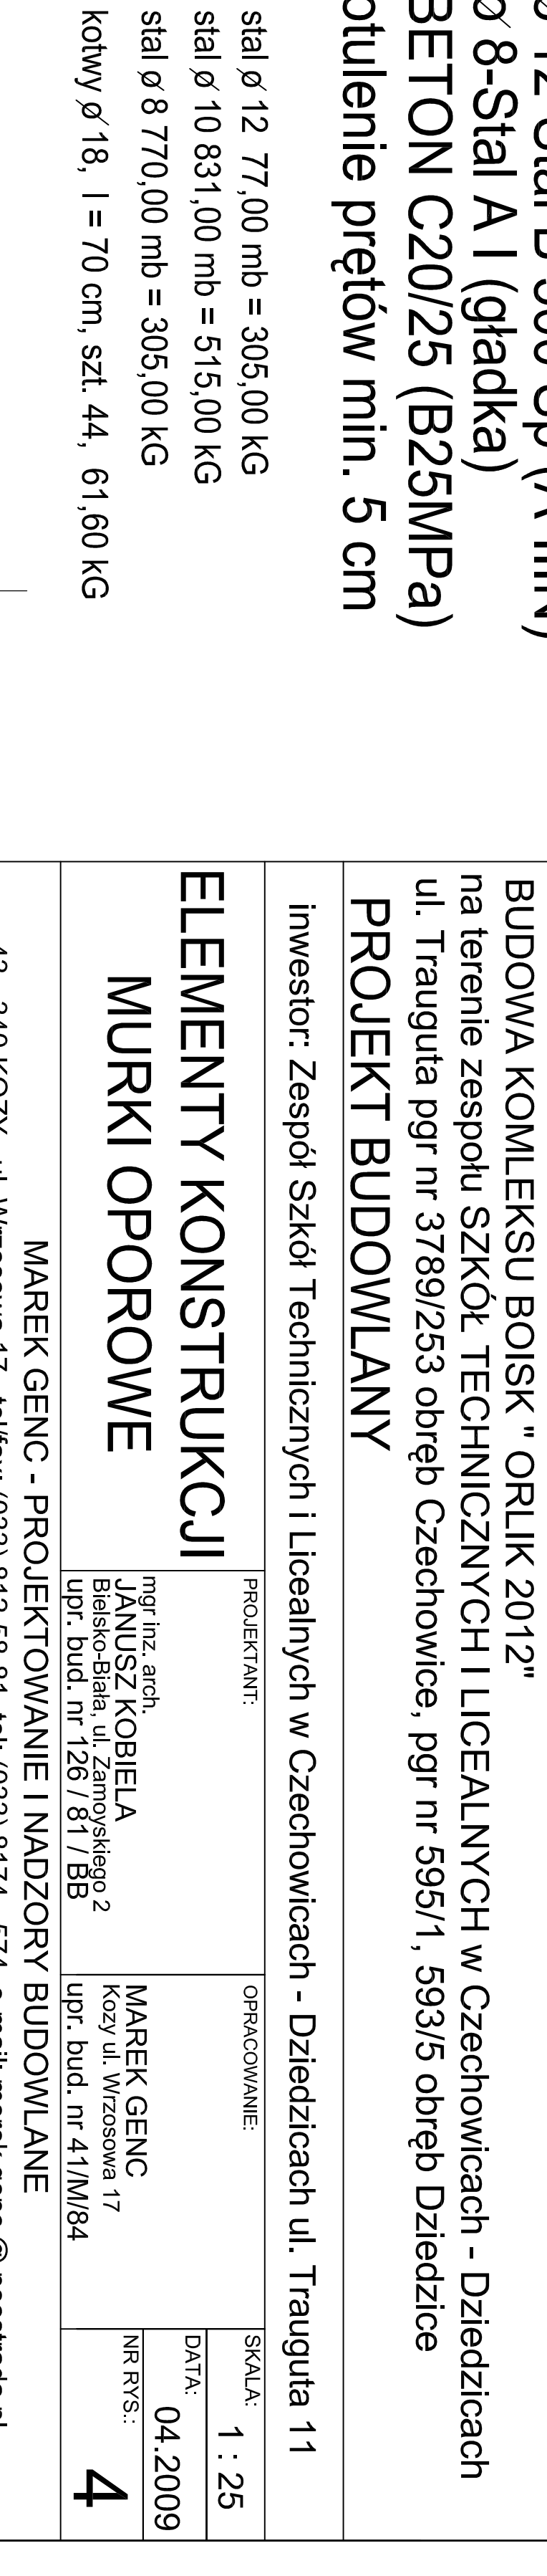 8-Stal A I (gładka)
BETON C20/25 (B25MPa)
otulenie prętów min. 5 cm
stal ø 12 77,00 mb = 305,00 kG
stal ø 10 831,00 mb = 515,00 kG
stal ø 8 770,00 mb = 305,00 kG
kotwy ø 18, l = 70 cm, szt. 44, 61,60 kG
BUDOWA KOMLEKSU BOISK " ORLIK 2012"
na terenie zespołu SZKÓŁ TECHNICZNYCH I LICEALNYCH w Czechowicach - Dziedzicach
ul. Trauguta pgr nr 3789/253 obręb Czechowice, pgr nr 595/1, 593/5 obręb Dziedzice
PROJEKT BUDOWLANY
inwestor: Zespół Szkół Technicznych i Licealnych w Czechowicach - Dziedzicach ul. Trauguta 11
ELEMENTY KONSTRUKCJI
MURKI OPOROWE
PROJEKTANT:
mgr inz. arch.
JANUSZ KOBIELA
Bielsko-Biała, ul. Zamoyskiego 2
upr. bud. nr 126 / 81 / BB
OPRACOWANIE:
MAREK GENC
Kozy ul. Wrzosowa 17
upr. bud. nr 41/M/84
SKALA: 1 : 25
DATA: 04.2009
NR RYS.: 4
MAREK GENC - PROJEKTOWANIE I NADZORY BUDOWLANE